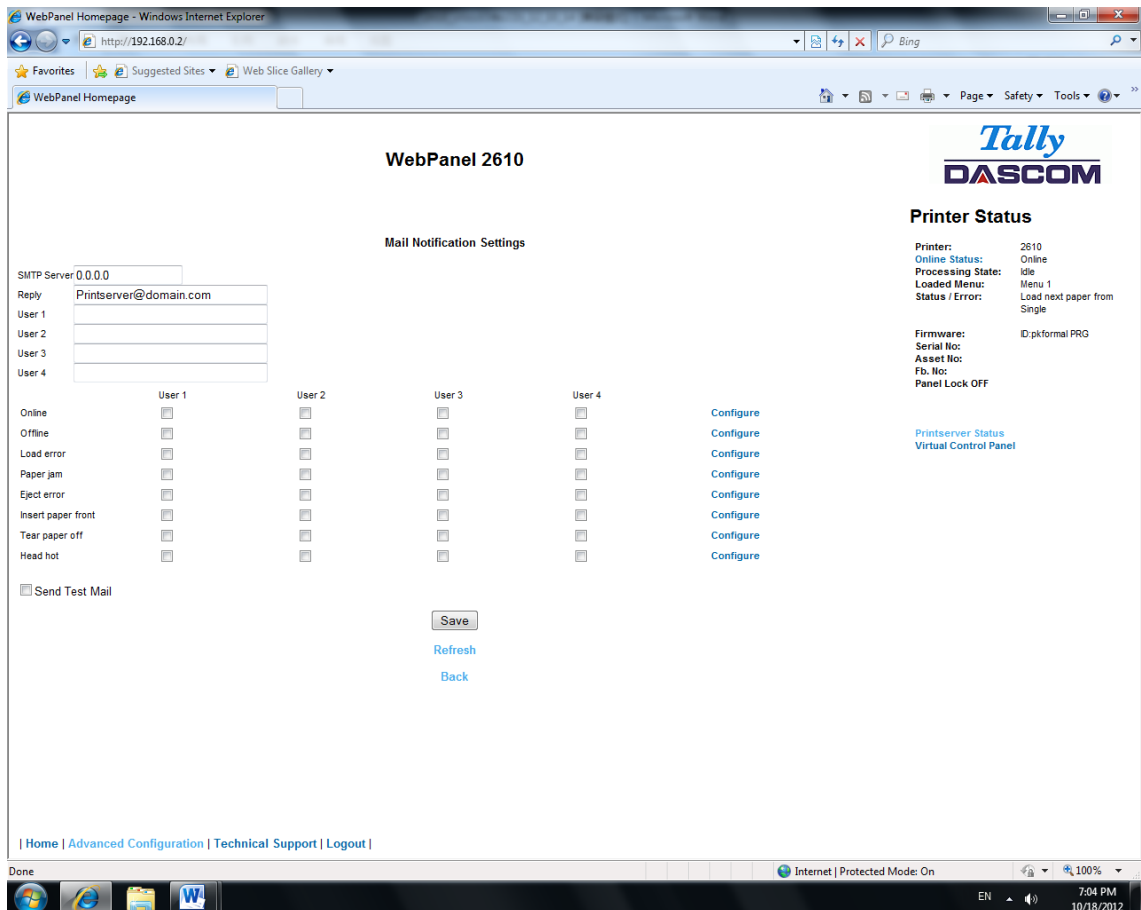 WebPanel Homepage - Windows Internet Explorer
http://192.168.0.2/
Bing
Favorites
Suggested Sites
Web Slice Gallery
WebPanel Homepage
Page
Safety
Tools
»
WebPanel 2610
Tally
DASCOM
Mail Notification Settings
SMTP Server 0.0.0.0
Reply Printserver@domain.com
User 1
User 2
User 3
User 4
User 1 User 2 User 3 User 4
Online Configure
Offline Configure
Load error Configure
Paper jam Configure
Eject error Configure
Insert paper front Configure
Tear paper off Configure
Head hot Configure
Send Test Mail
Save
Refresh
Back
Printer Status
Printer: 2610
Online Status: Online
Processing State: Idle
Loaded Menu: Menu 1
Status / Error: Load next paper from
Single
Firmware: ID:pkformal PRG
Serial No:
Asset No:
Fb. No:
Panel Lock OFF
Printserver Status
Virtual Control Panel
| Home | Advanced Configuration | Technical Support | Logout |
Done
Internet | Protected Mode: On
100%
EN
7:04 PM
10/18/2012